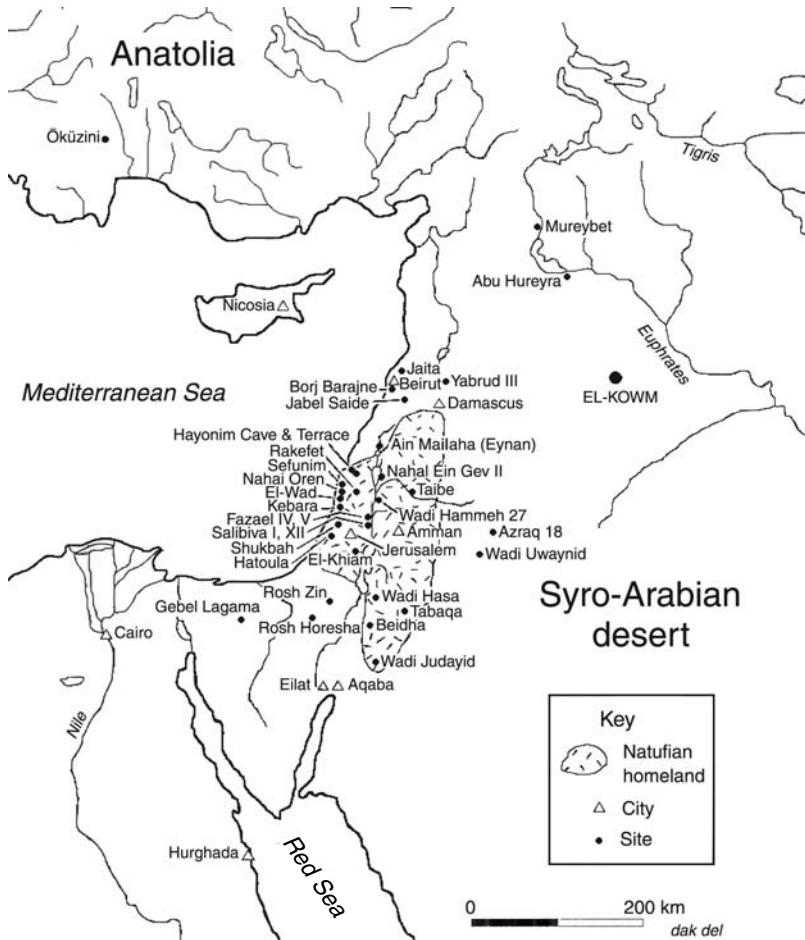 Anatolia
Öküzini
Tigris
Mureybet
Abu Hureyra
Nicosia
Euphrates
Mediterranean Sea
Jaita
Borj Barajne
Beirut
Yabrud III
EL-KOWM
Jabel Saide
Damascus
Hayonim Cave & Terrace
Ain Mailaha (Eynan)
Rakefet
Sefunim
Nahal Ein Gev II
Nahai Oren
El-Wad
Taibe
Kebara
Wadi Hammeh 27
Fazael IV, V
Salibiva I, XII
Amman
Azraq 18
Shukbah
Jerusalem
Wadi Uwaynid
Hatoula
El-Khiam
Rosh Zin
Wadi Hasa
Gebel Lagama
Tabaqa
Rosh Horesha
Beidha
Syro-Arabian
desert
Cairo
Wadi Judayid
Eilat
Aqaba
Nile
Key
Natufian
homeland
City
Site
Hurghada
Red Sea
0
200 km
dak del